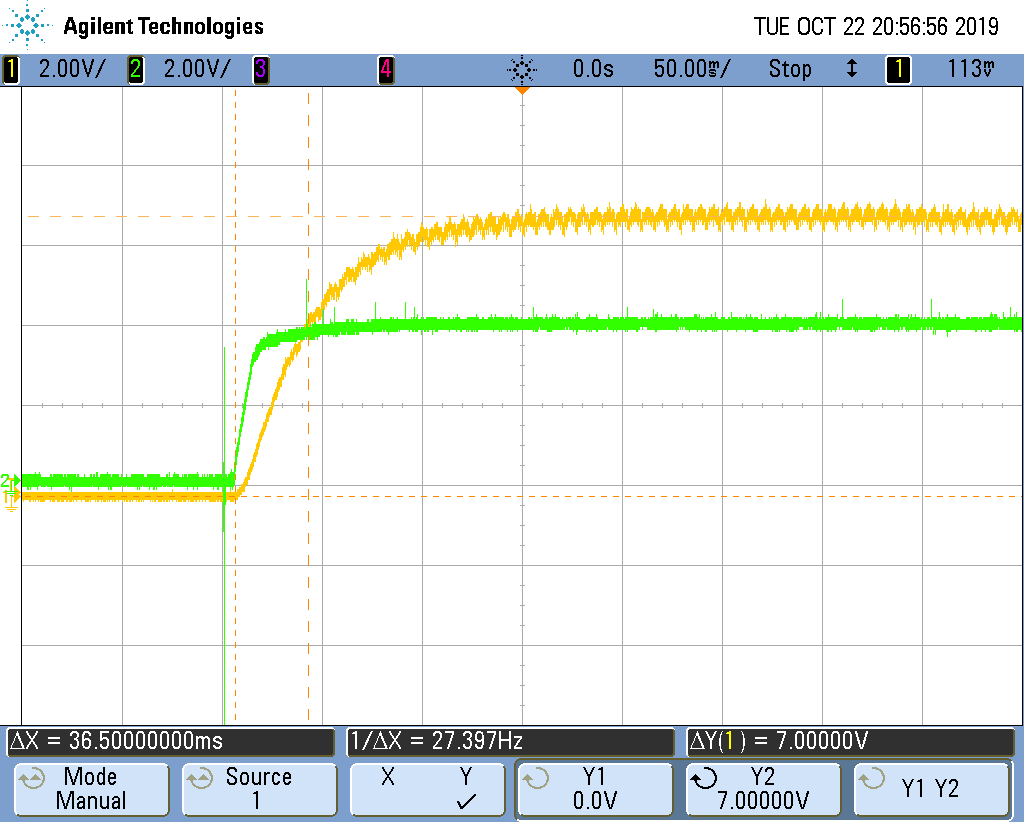 Agilent Technologies TUE OCT 22 20:56:56 2019
1 2.00V/ 2 2.00V/ 3 4 0.0s 50.00ms/ Stop 1 113mV
2
1
ΔX = 36.50000000ms 1/ΔX = 27.397Hz ΔY(1) = 7.00000V
Mode Source X Y Y1 Y2 Y1 Y2
Manual 1 ✓ 0.0V 7.00000V